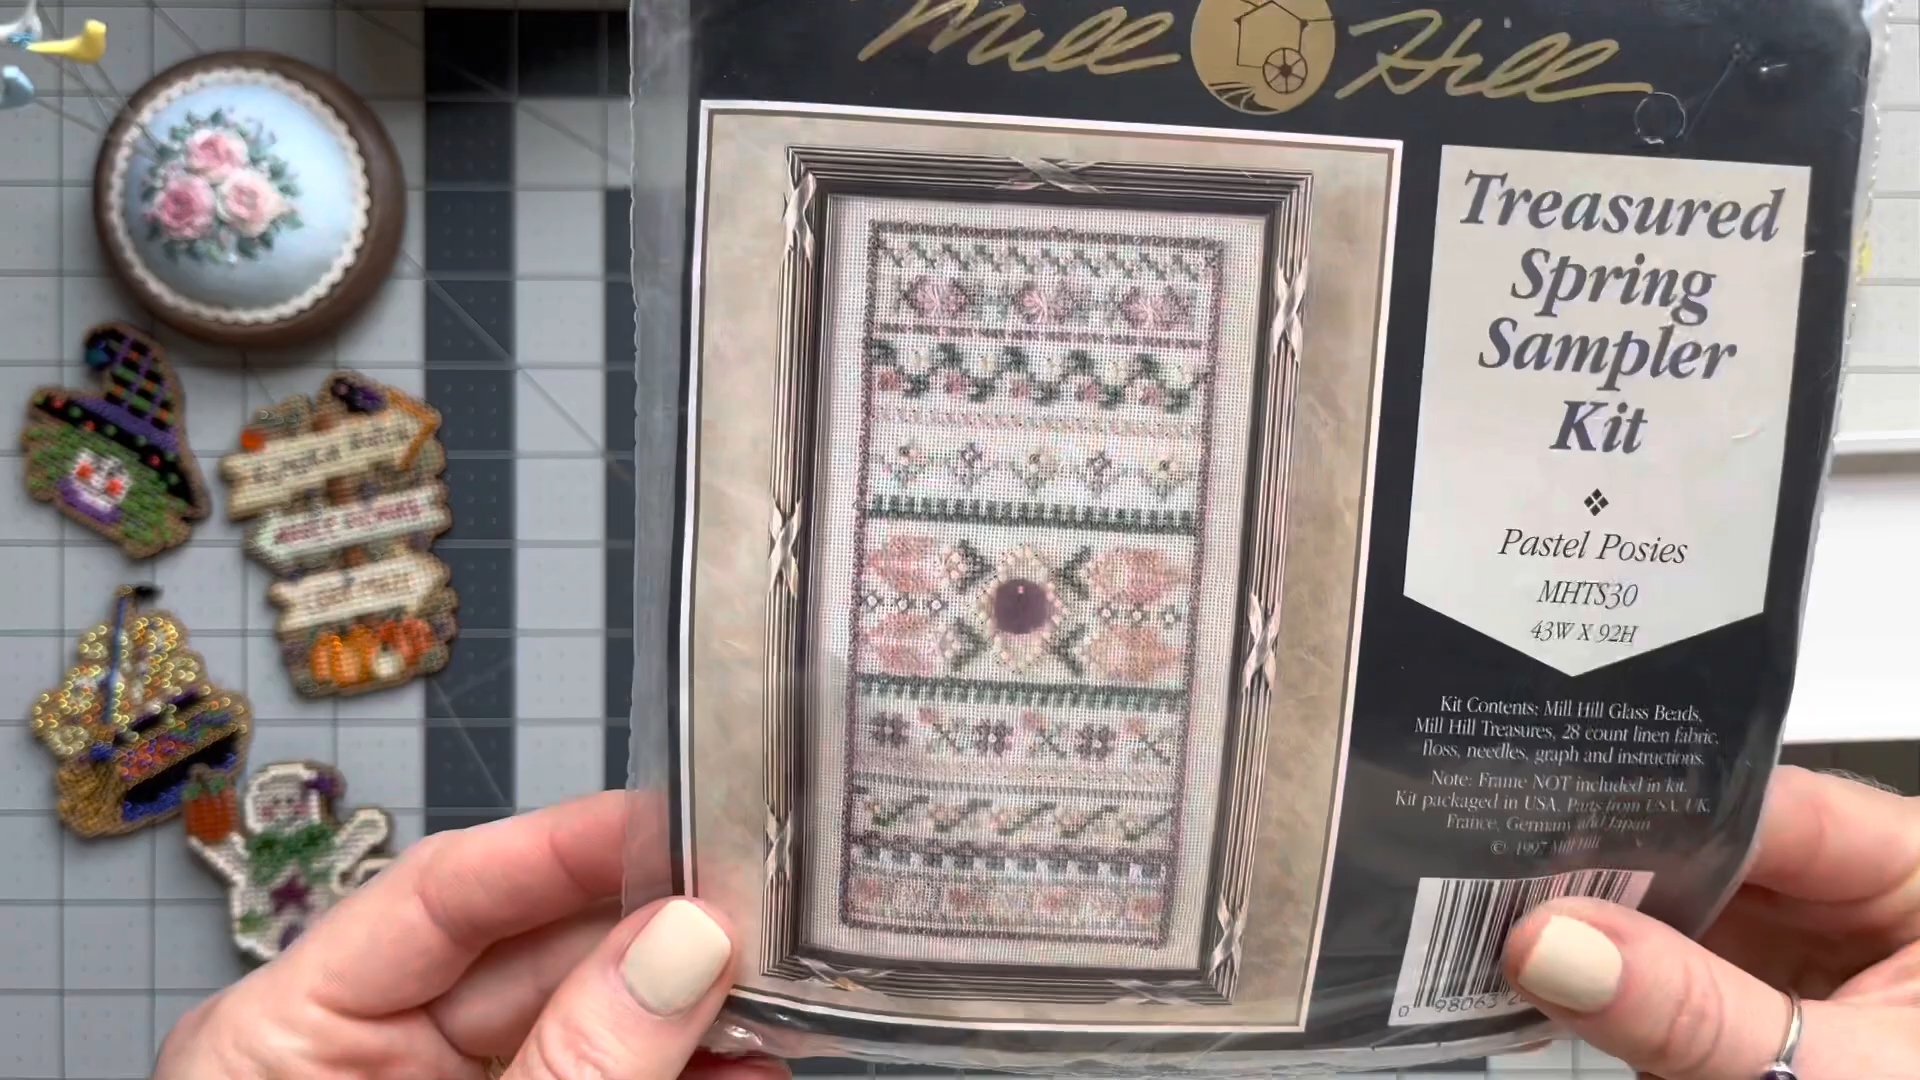 Mill Hill
Treasured
Spring
Sampler
Kit
Pastel Posies
MHTS30
43W X 92H
Kit Contents: Mill Hill Glass Beads,
Mill Hill Treasures, 28 count linen fabric,
floss, needles, graph and instructions.
Note: Frame NOT included in kit.
Kit packaged in USA. Parts from USA, UK,
France, Germany and Japan
© 1997 Mill Hill
0 98063